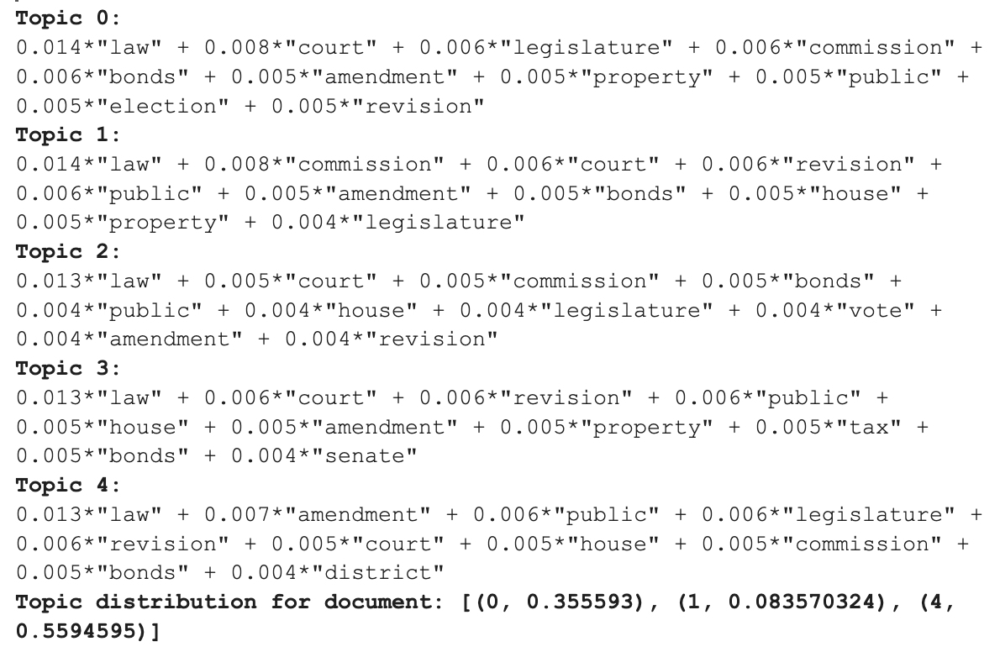 Topic 0:
0.014*"law" + 0.008*"court" + 0.006*"legislature" + 0.006*"commission" +
0.006*"bonds" + 0.005*"amendment" + 0.005*"property" + 0.005*"public" +
0.005*"election" + 0.005*"revision"
Topic 1:
0.014*"law" + 0.008*"commission" + 0.006*"court" + 0.006*"revision" +
0.006*"public" + 0.005*"amendment" + 0.005*"bonds" + 0.005*"house" +
0.005*"property" + 0.004*"legislature"
Topic 2:
0.013*"law" + 0.005*"court" + 0.005*"commission" + 0.005*"bonds" +
0.004*"public" + 0.004*"house" + 0.004*"legislature" + 0.004*"vote" +
0.004*"amendment" + 0.004*"revision"
Topic 3:
0.013*"law" + 0.006*"court" + 0.006*"revision" + 0.006*"public" +
0.005*"house" + 0.005*"amendment" + 0.005*"property" + 0.005*"tax" +
0.005*"bonds" + 0.004*"senate"
Topic 4:
0.013*"law" + 0.007*"amendment" + 0.006*"public" + 0.006*"legislature" +
0.006*"revision" + 0.005*"court" + 0.005*"house" + 0.005*"commission" +
0.005*"bonds" + 0.004*"district"
Topic distribution for document: [(0, 0.355593), (1, 0.083570324), (4,
0.5594595)]